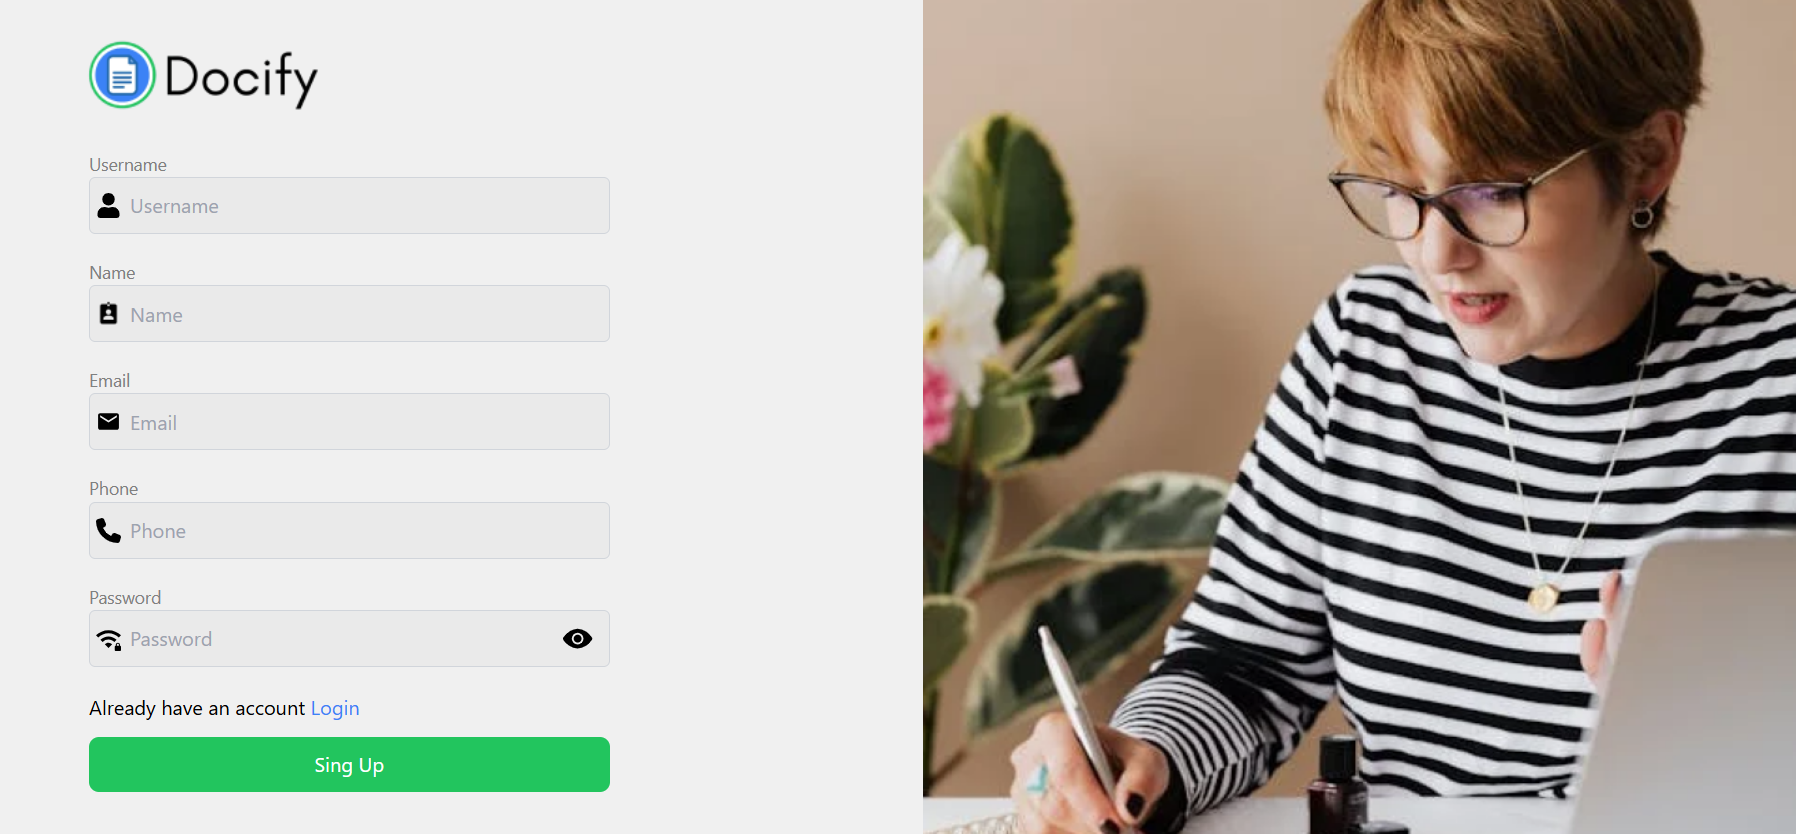 Docify
Username
Username
Name
Name
Email
Email
Phone
Phone
Password
Password
Already have an account Login
Sing Up